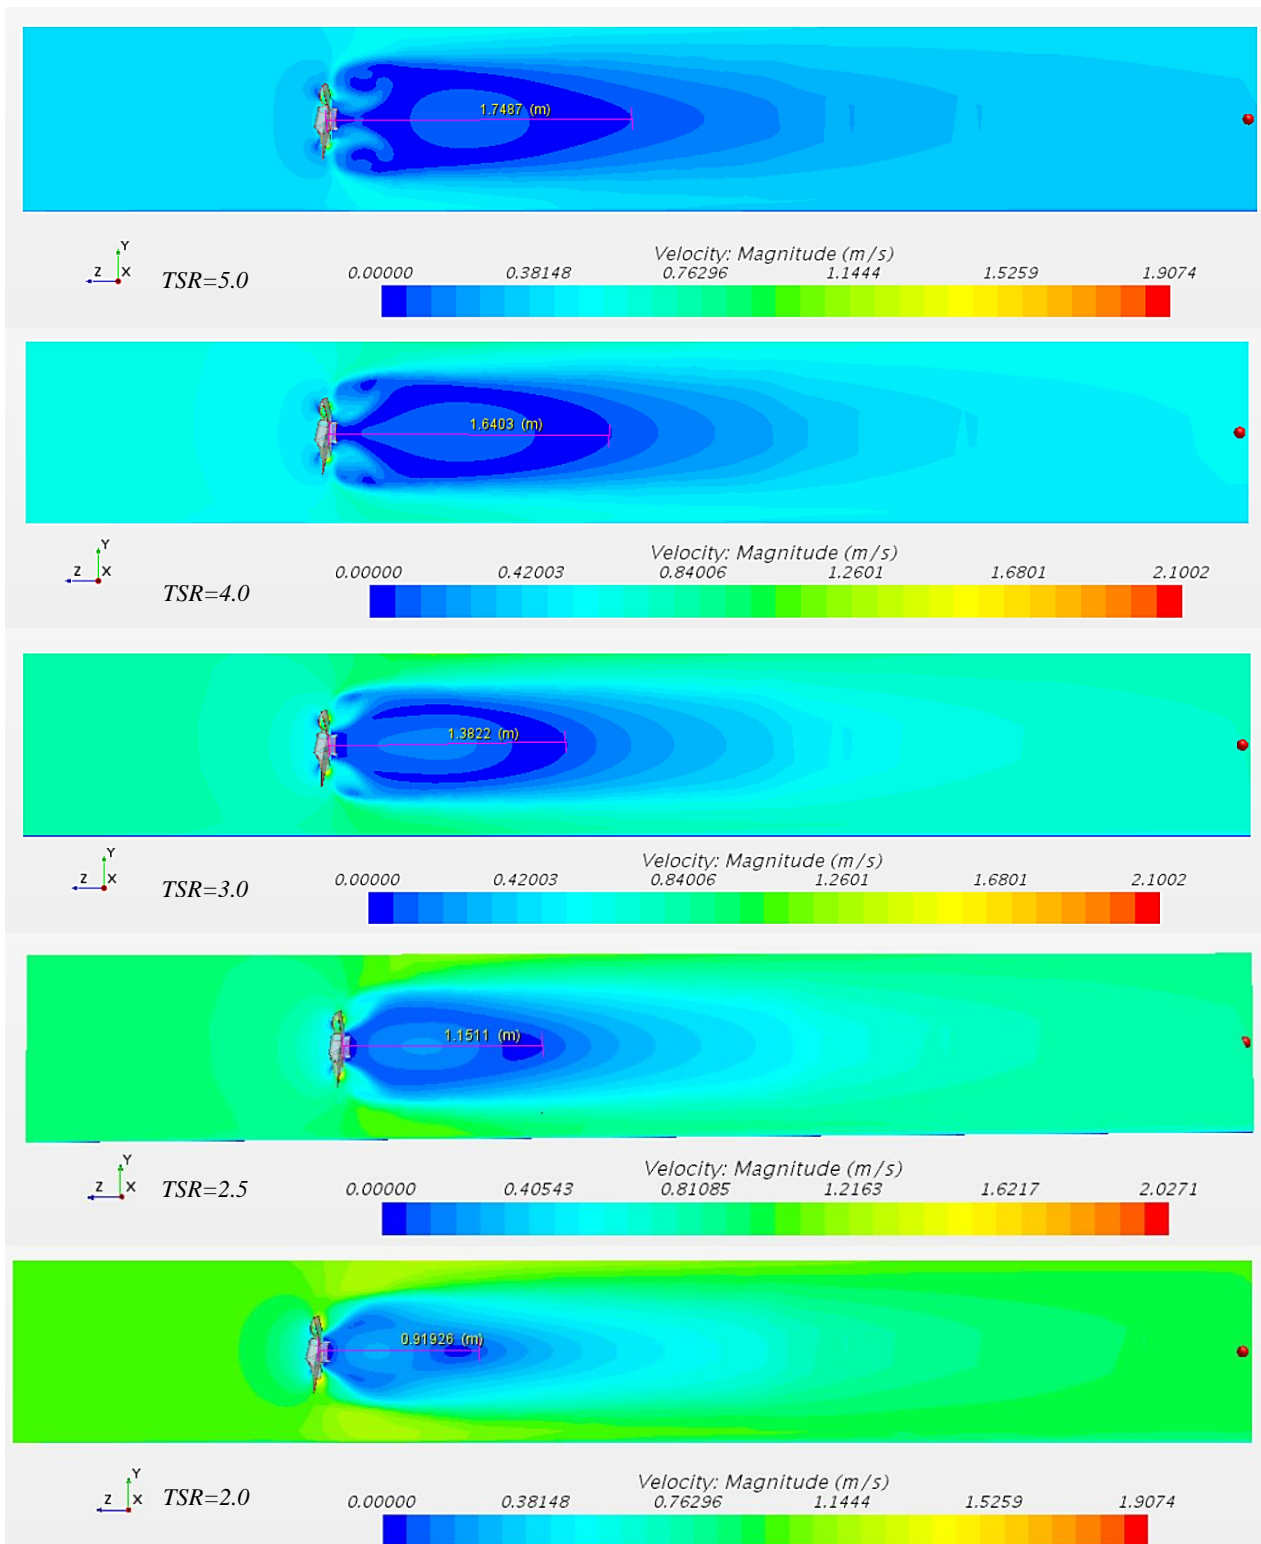 1.7487 (m)
Velocity: Magnitude (m/s)
0.00000 0.38148 0.76296 1.1444 1.5259 1.9074
Y
Z X
TSR=5.0
1.6403 (m)
Velocity: Magnitude (m/s)
0.00000 0.42003 0.84006 1.2601 1.6801 2.1002
Y
Z X
TSR=4.0
1.3822 (m)
Velocity: Magnitude (m/s)
0.00000 0.42003 0.84006 1.2601 1.6801 2.1002
Y
Z X
TSR=3.0
1.1511 (m)
Velocity: Magnitude (m/s)
0.00000 0.40543 0.81085 1.2163 1.6217 2.0271
Y
Z X
TSR=2.5
0.91926 (m)
Velocity: Magnitude (m/s)
0.00000 0.38148 0.76296 1.1444 1.5259 1.9074
Y
Z X
TSR=2.0